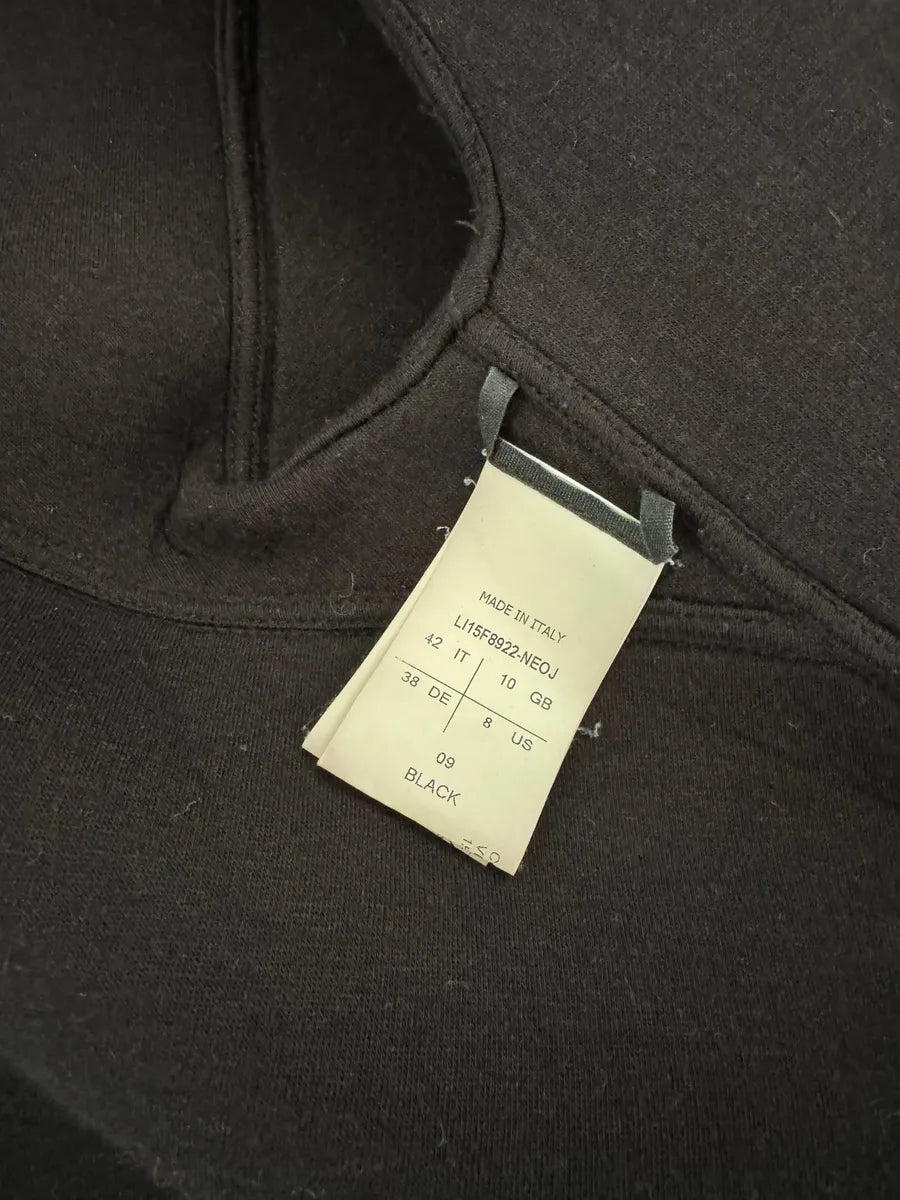 MADE IN ITALY
LI15F8922-NEOJ
42 IT 10 GB
38 DE 8 US
09
BLACK